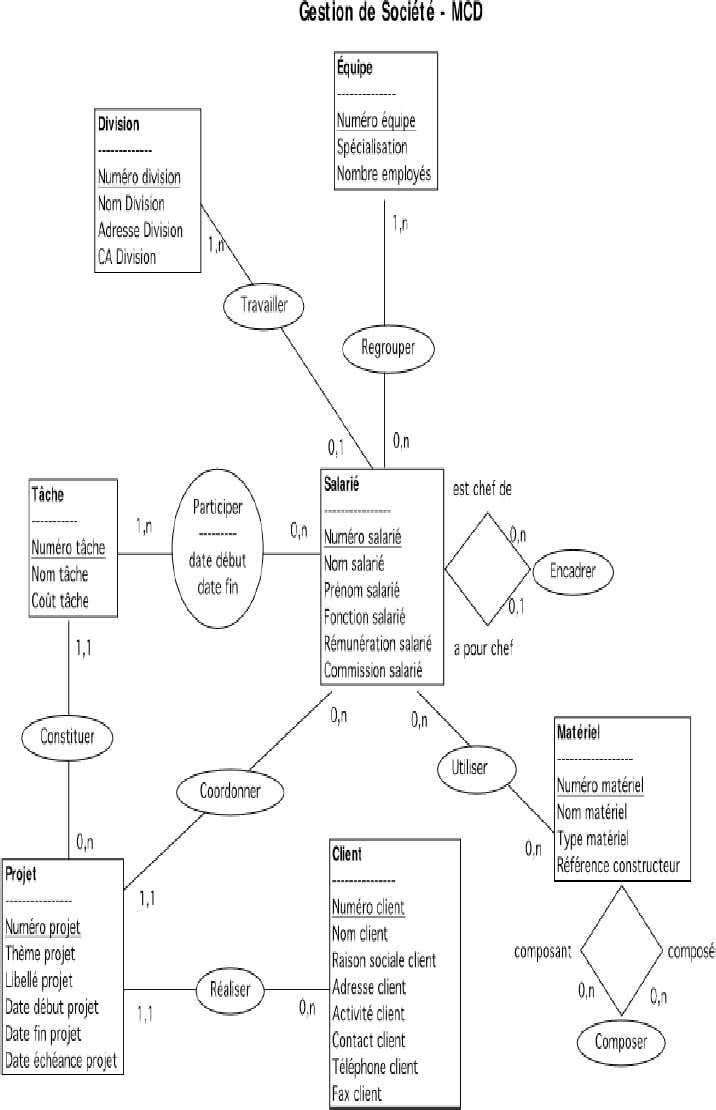 Gestion de Société - MCD
Équipe
--------------
Numéro équipe
Spécialisation
Nombre employés
Division
-------------
Numéro division
Nom Division
Adresse Division
CA Division
1,n
1,n
Travailler
Regrouper
0,1
0,n
Tâche
-----------
Numéro tâche
Nom tâche
Coût tâche
1,n
Participer
---------
date début
date fin
0,n
Salarié
----------------
Numéro salarié
Nom salarié
Prénom salarié
Fonction salarié
Rémunération salarié
Commission salarié
est chef de
0,n
Encadrer
0,1
a pour chef
1,1
Constituer
0,n
0,n
Coordonner
1,1
0,n
Utiliser
0,n
Matériel
------------------
Numéro matériel
Nom matériel
Type matériel
Référence constructeur
Projet
----------------
Numéro projet
Thème projet
Libellé projet
Date début projet
Date fin projet
Date échéance projet
1,1
Réaliser
0,n
Client
---------------
Numéro client
Nom client
Raison sociale client
Adresse client
Activité client
Contact client
Téléphone client
Fax client
composant
composé
0,n
0,n
Composer